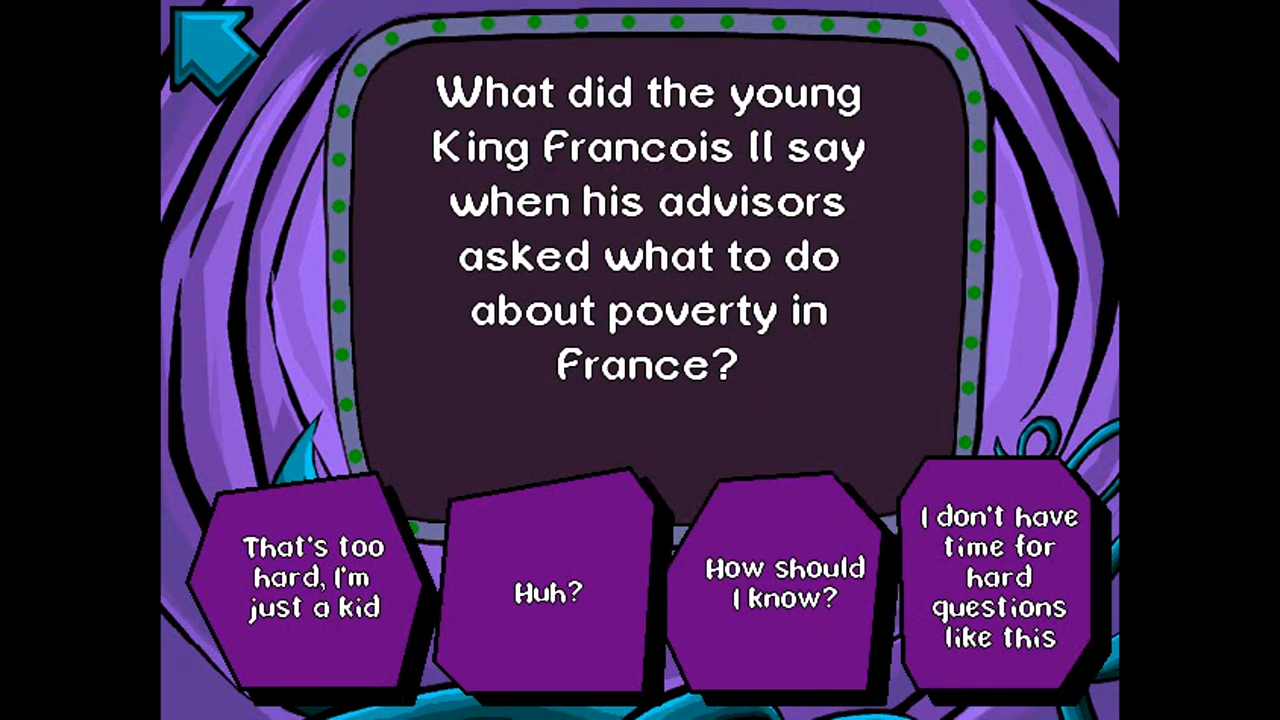 What did the young
King Francois II say
when his advisors
asked what to do
about poverty in
France?
That's too
hard, I'm
just a kid
Huh?
How should
I know?
I don't have
time for
hard
questions
like this